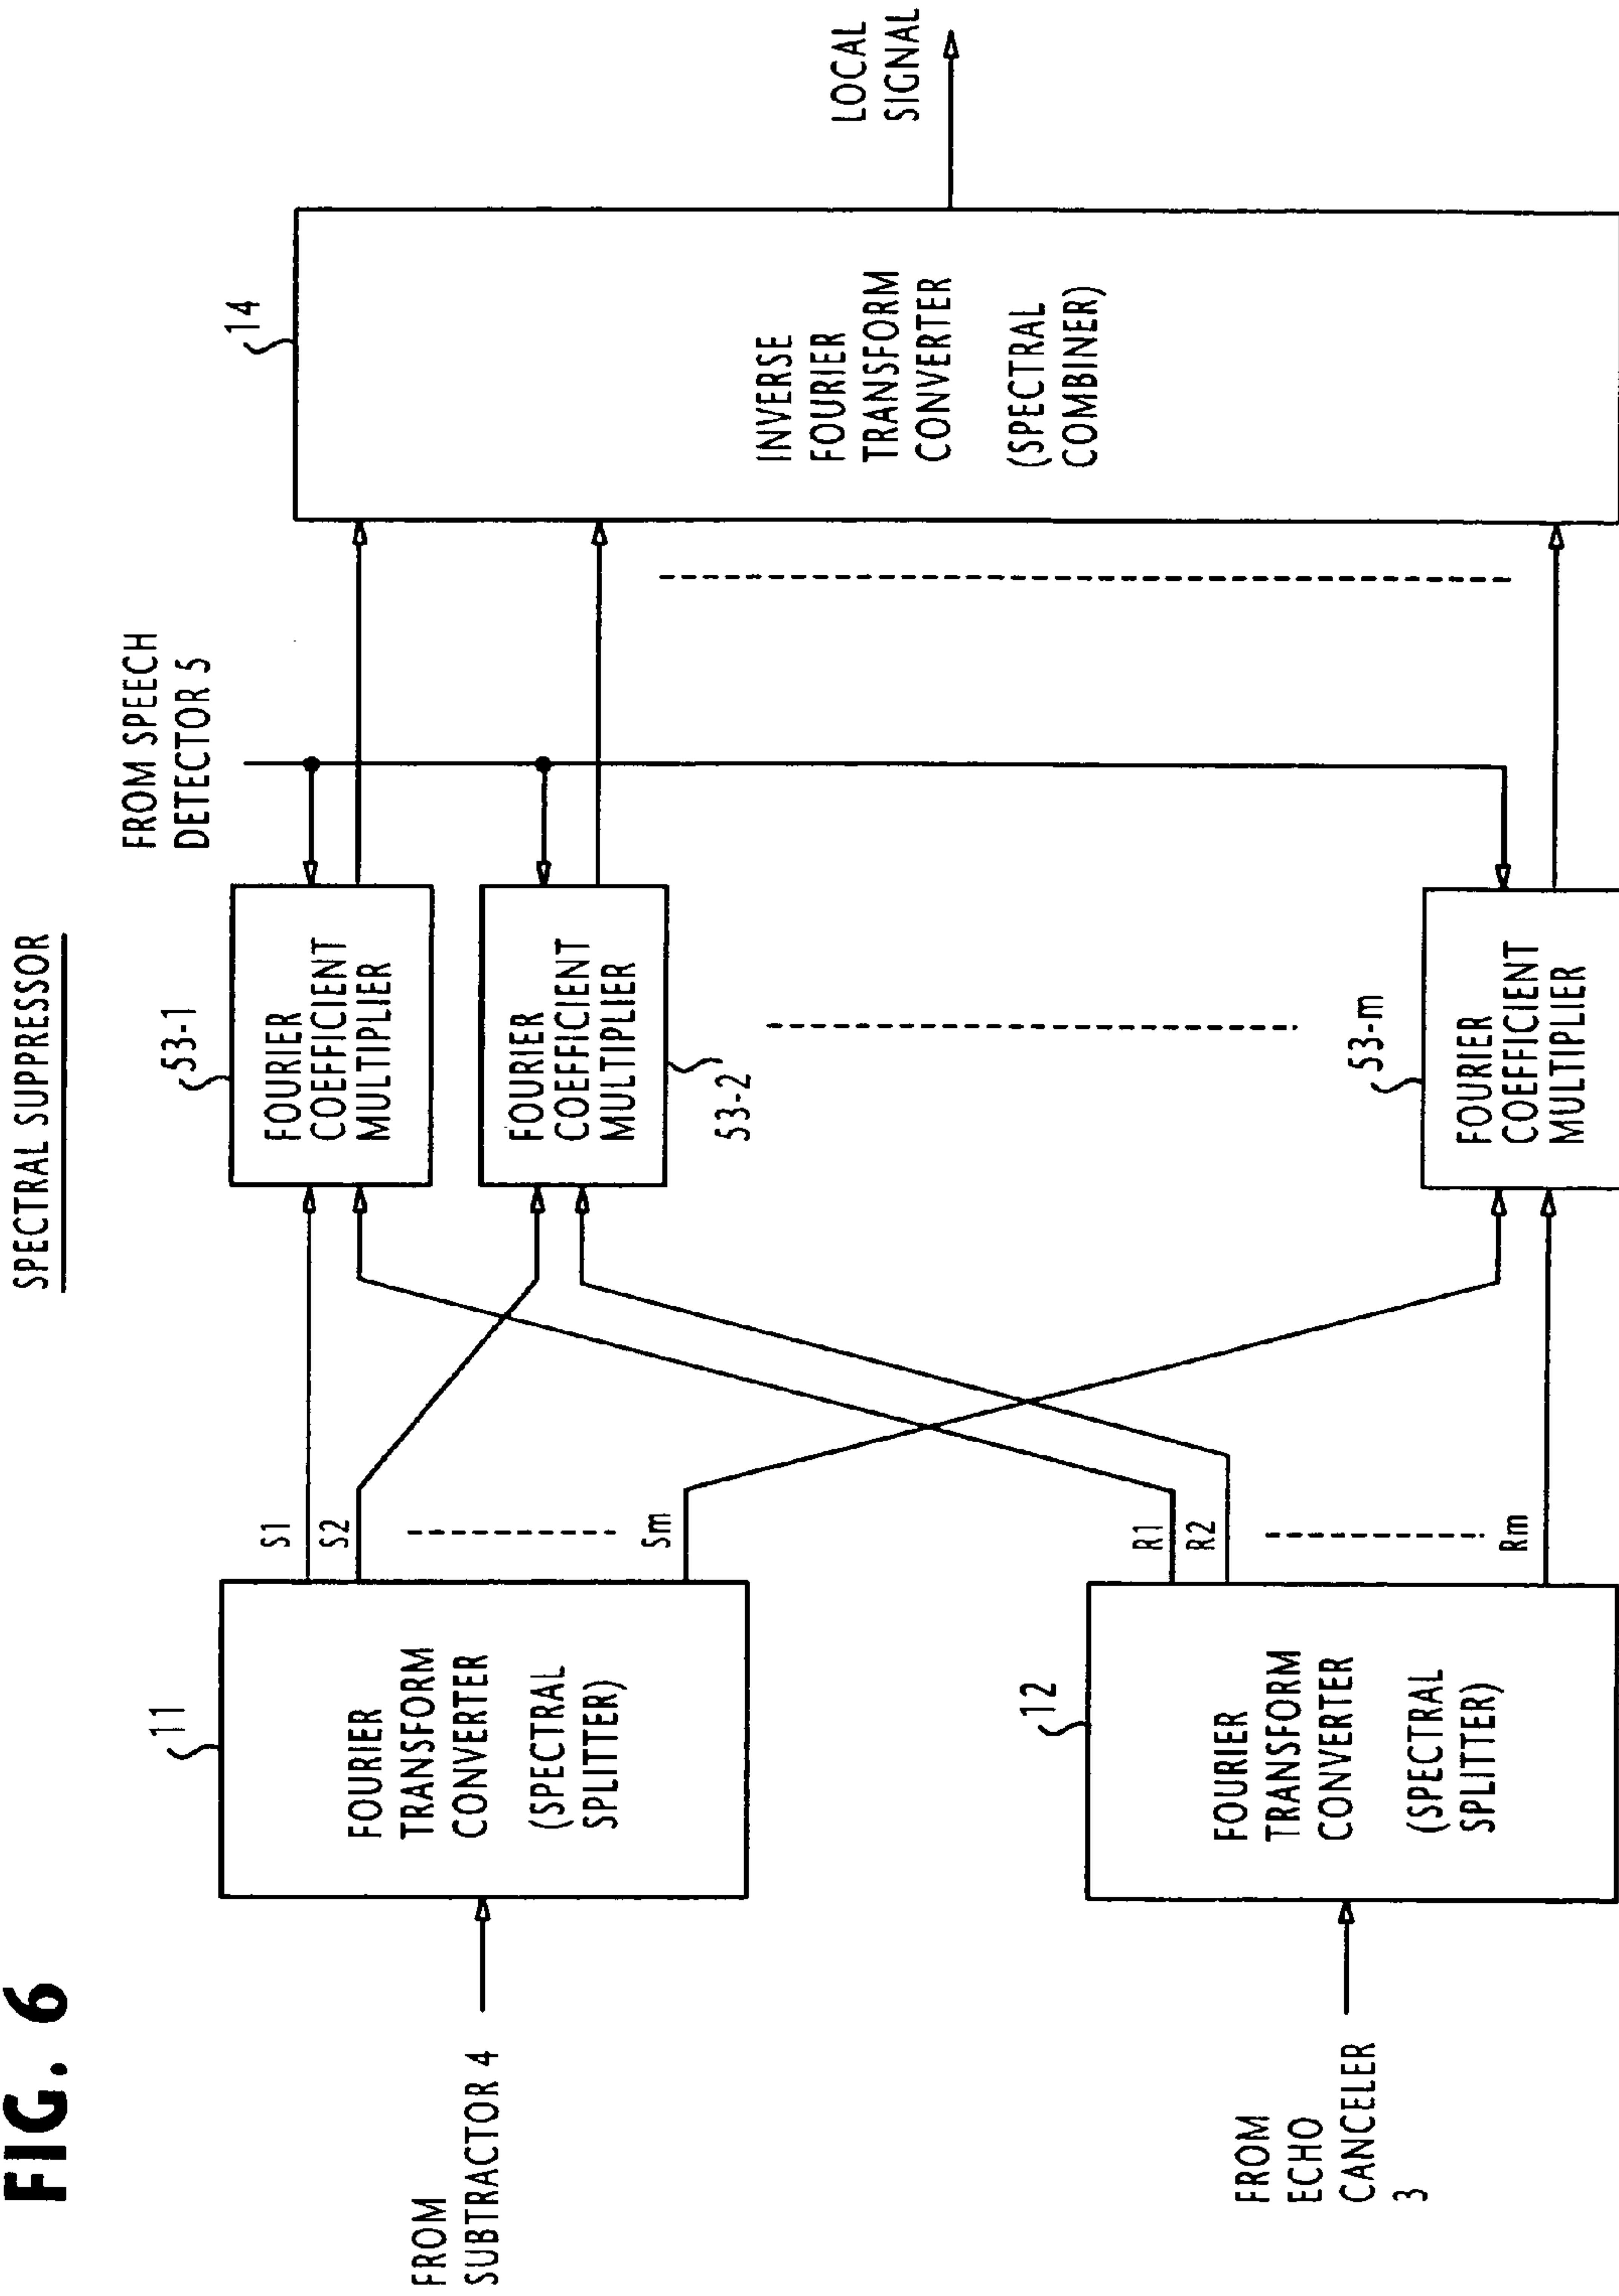 FIG. 6
SPECTRAL SUPPRESSOR
FROM
SUBTRACTOR 4
11
FOURIER
TRANSFORM
CONVERTER
(SPECTRAL
SPLITTER)
S1
S2
Sm
FROM
ECHO
CANCELER
3
12
FOURIER
TRANSFORM
CONVERTER
(SPECTRAL
SPLITTER)
R1
R2
Rm
53-1
FOURIER
COEFFICIENT
MULTIPLIER
FOURIER
COEFFICIENT
MULTIPLIER
53-2
53-m
FOURIER
COEFFICIENT
MULTIPLIER
FROM SPEECH
DETECTOR 5
14
INVERSE
FOURIER
TRANSFORM
CONVERTER
(SPECTRAL
COMBINER)
LOCAL
SIGNAL